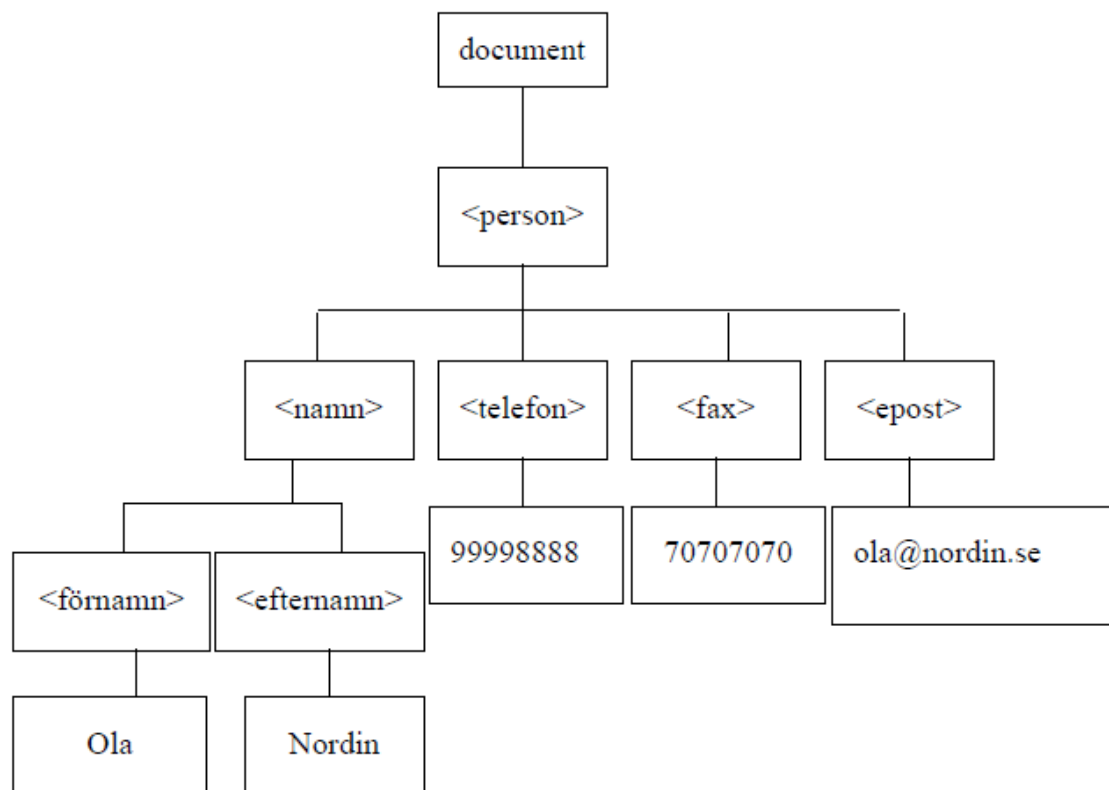 document
<person>
<namn>
<telefon>
<fax>
<epost>
99998888
70707070
ola@nordin.se
<förnamn>
<efternamn>
Ola
Nordin